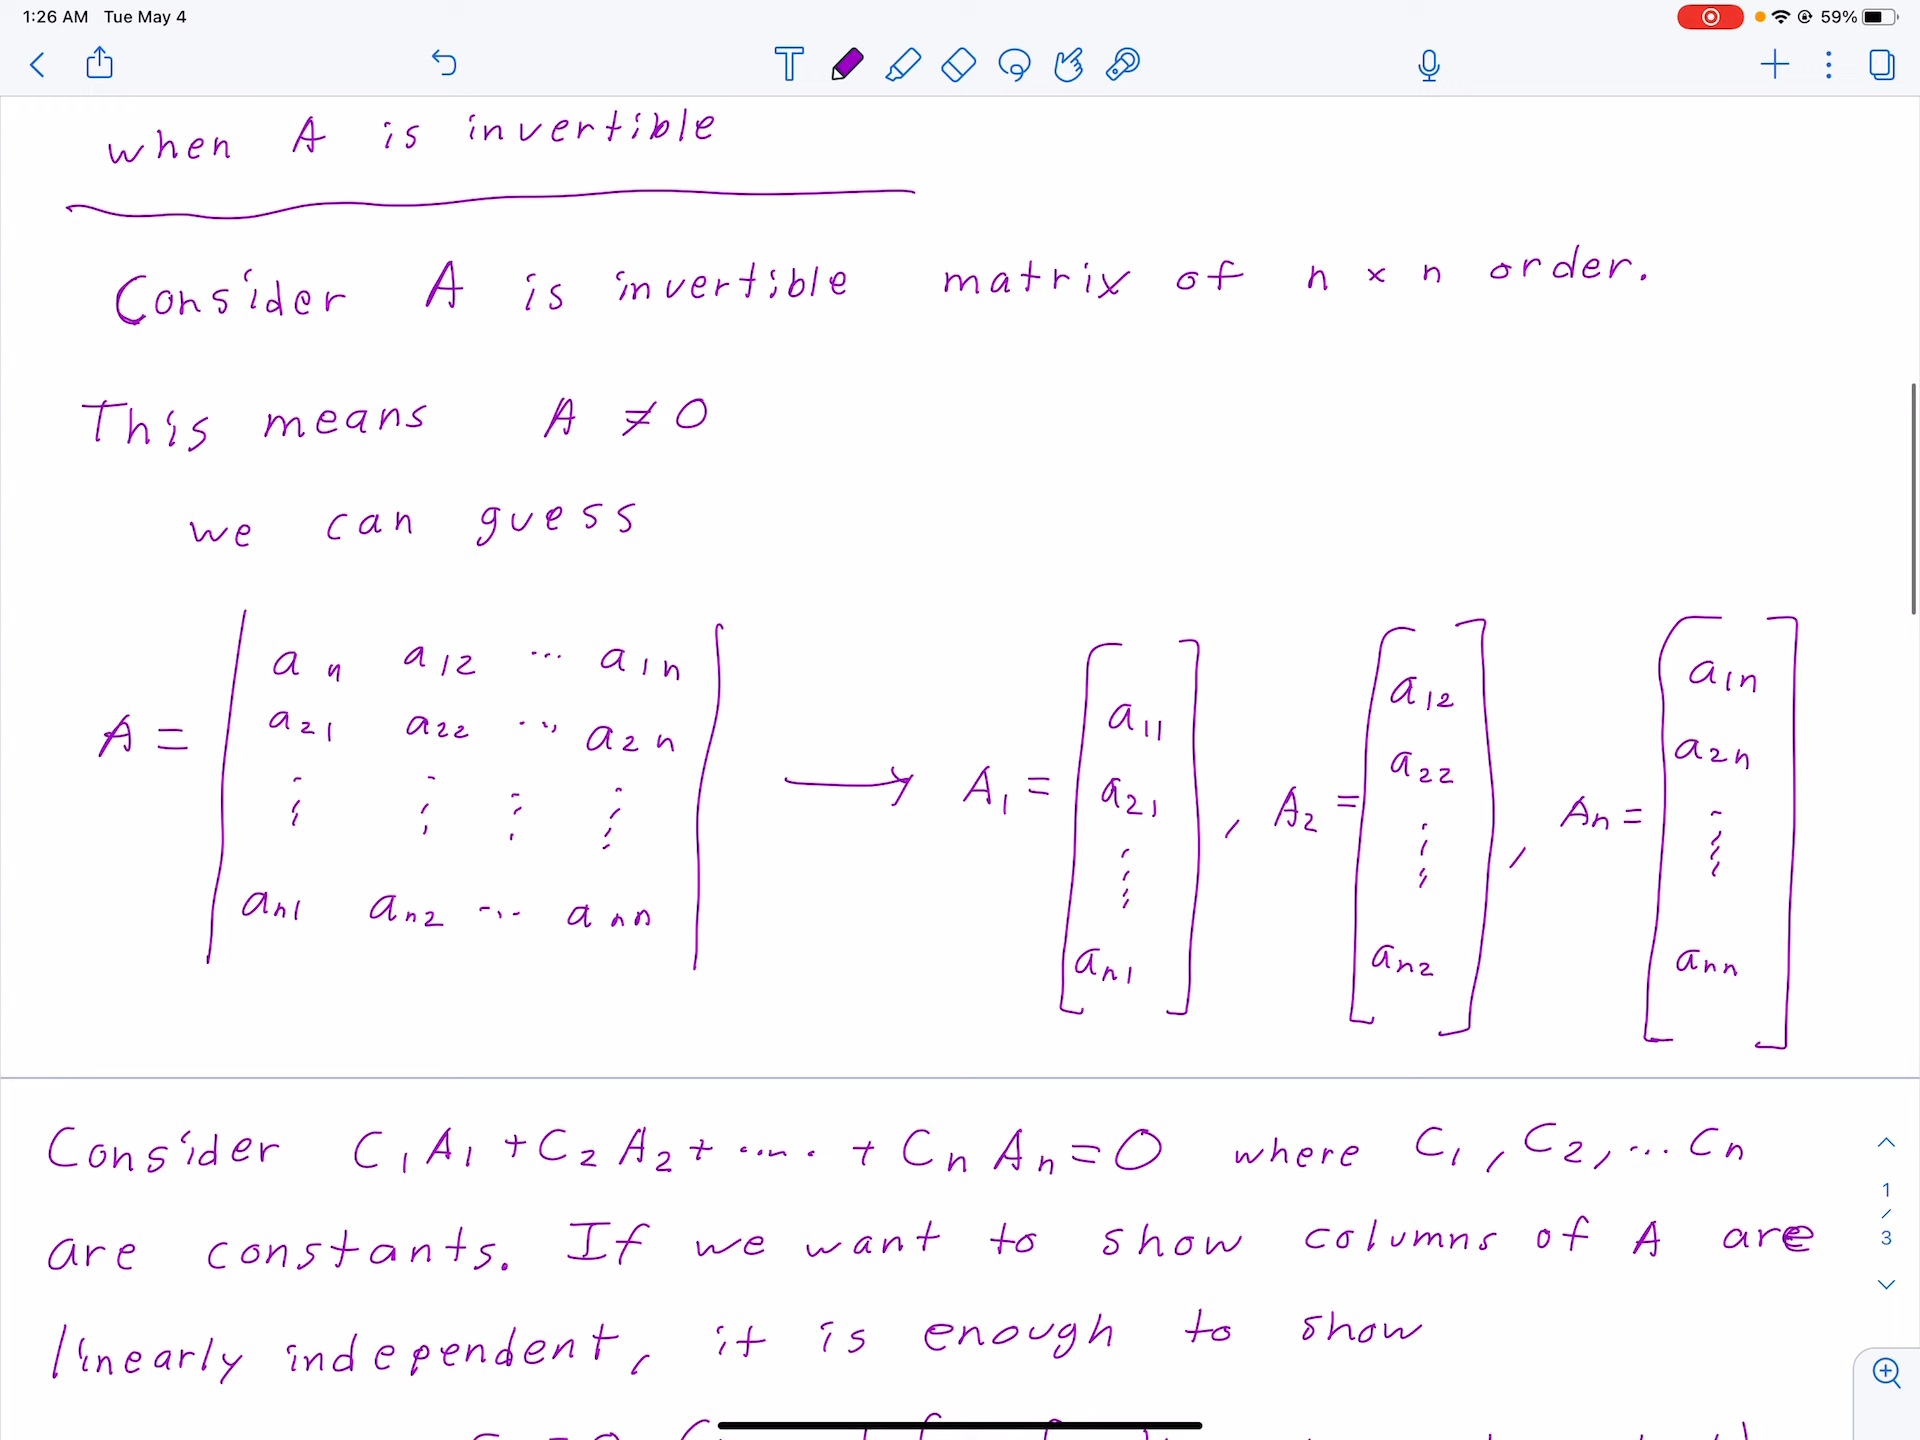 1:26 AM Tue May 4 59%
T
when A is invertible
Consider A is invertible matrix of n x n order.
This means A ≠ 0
we can guess
A = | an a12 ... a1n | → A1 = [ a11 ] , A2 = [ a12 ] , An = [ a1n ]
| a21 a22 ... a2n | [ a21 ] [ a22 ] [ a2n ]
| ⋮ ⋮ ⋮ ⋮ | [ ⋮ ] [ ⋮ ] [ ⋮ ]
| an1 an2 ... ann | [ an1 ] [ an2 ] [ ann ]
Consider C1A1 + C2A2 + ..... + CnAn = 0 where C1, C2, ... Cn
are constants. If we want to show columns of A are
linearly independent, it is enough to show
1 / 3